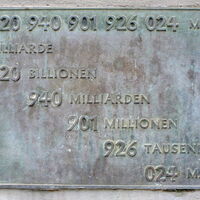 20 940 901 926 024 M
ILLIARDE
20 BILLIONEN
940 MILLIARDEN
901 MILLIONEN
926 TAUSEN
024 M